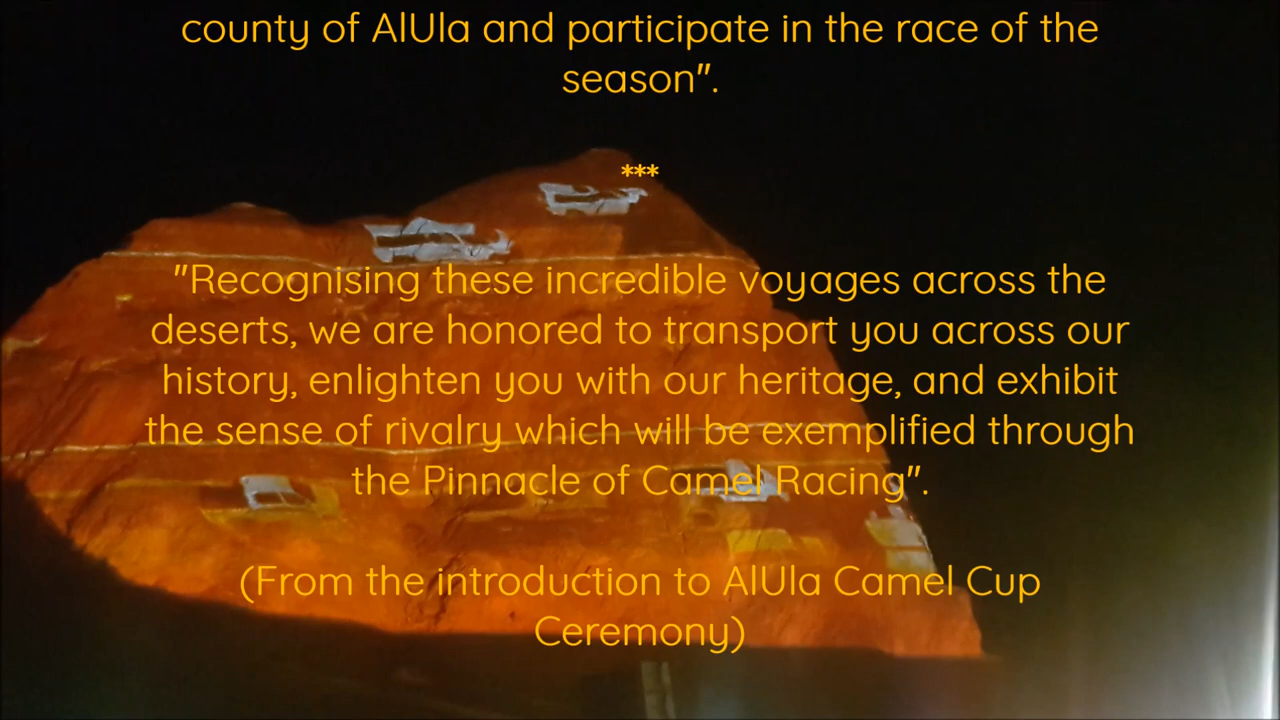 county of AlUla and participate in the race of the
season".
***
"Recognising these incredible voyages across the
deserts, we are honored to transport you across our
history, enlighten you with our heritage, and exhibit
the sense of rivalry which will be exemplified through
the Pinnacle of Camel Racing".
(From the introduction to AlUla Camel Cup
Ceremony)